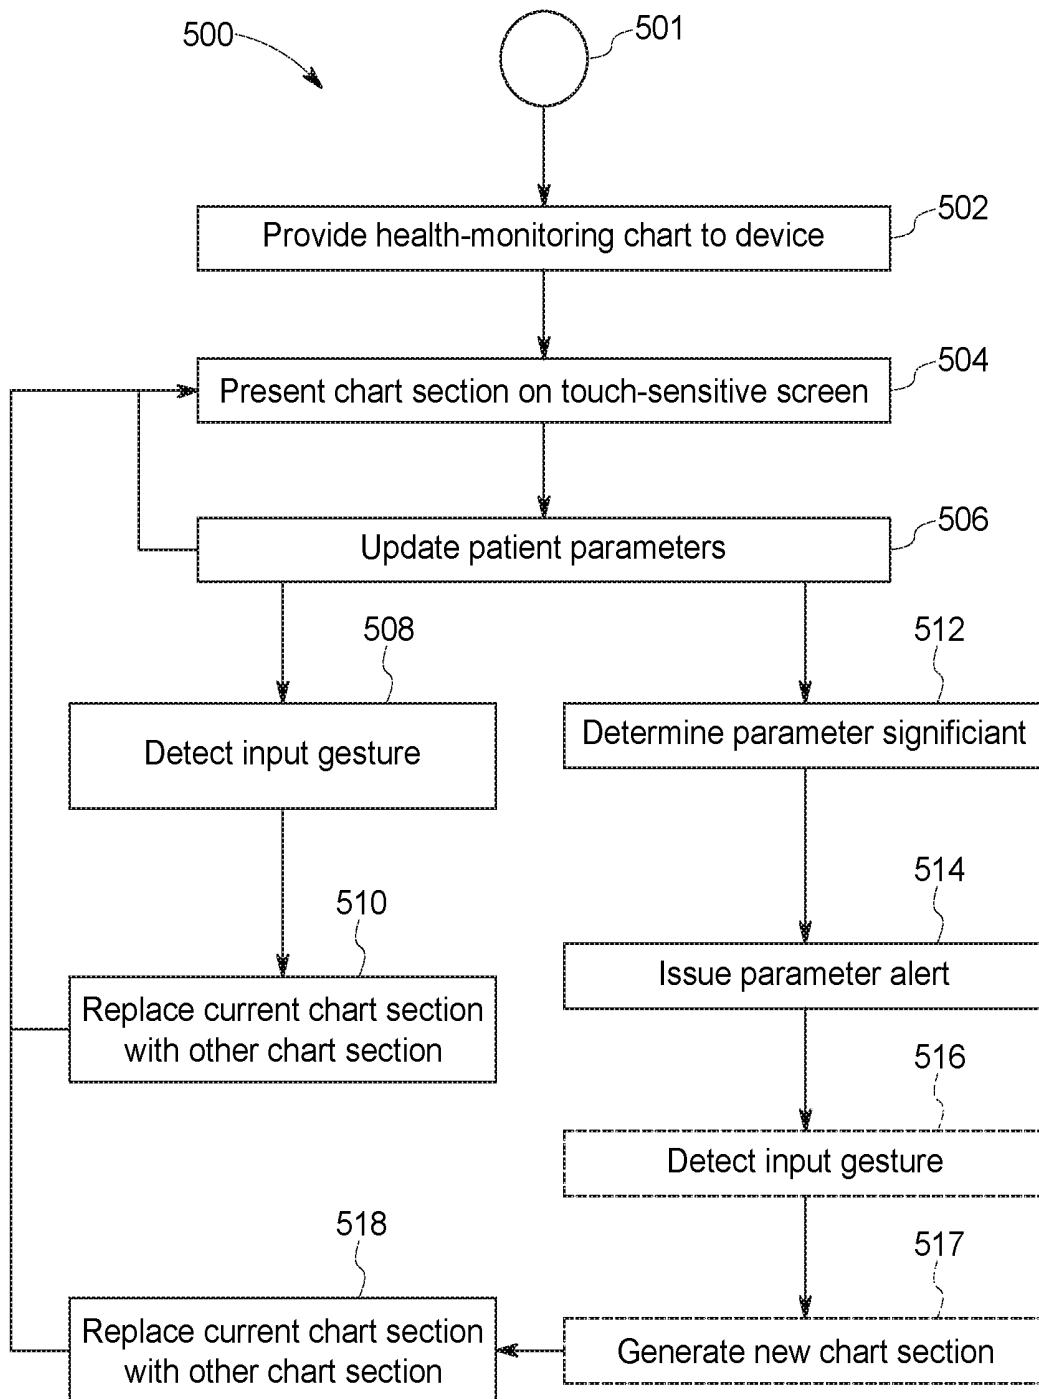 500
501
502
Provide health-monitoring chart to device
504
Present chart section on touch-sensitive screen
506
Update patient parameters
508
512
Detect input gesture
Determine parameter significiant
510
514
Replace current chart section
with other chart section
Issue parameter alert
516
Detect input gesture
518
517
Replace current chart section
with other chart section
Generate new chart section